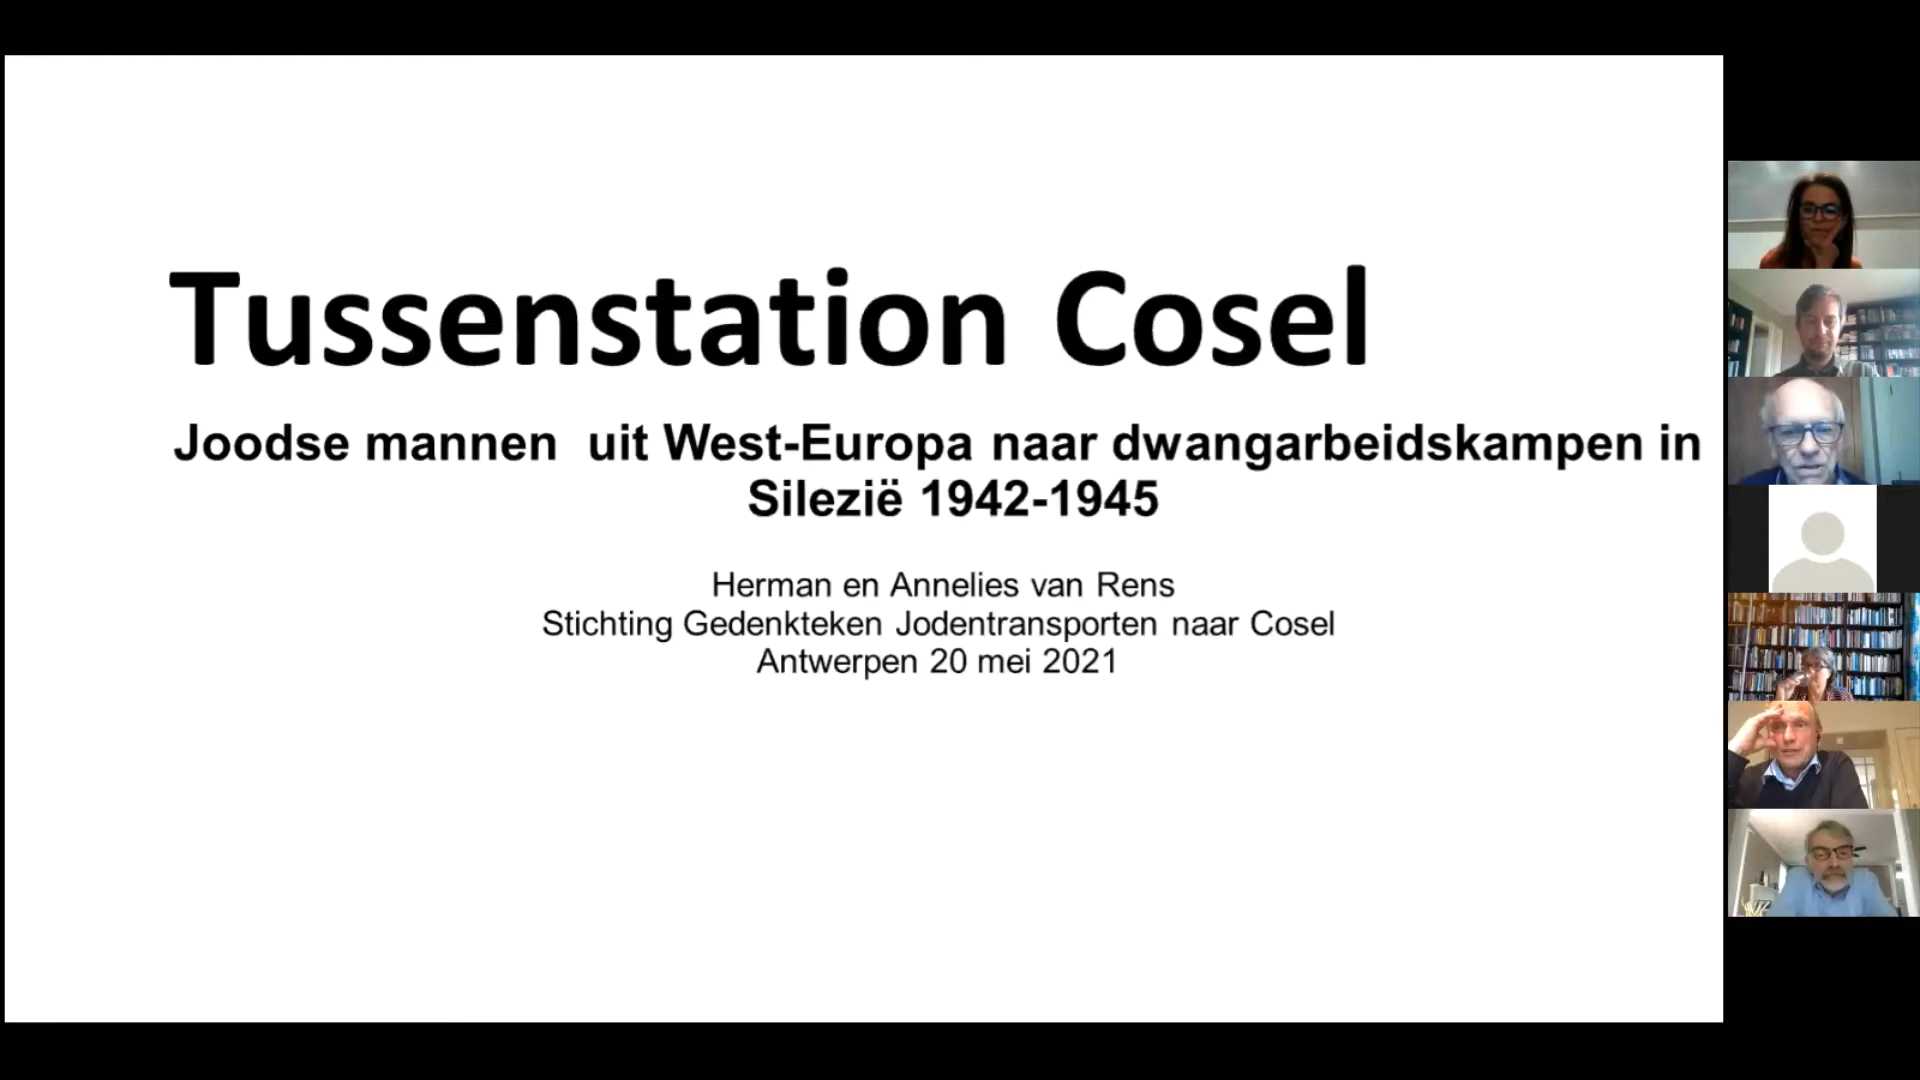 Tussenstation Cosel
Joodse mannen  uit West-Europa naar dwangarbeidskampen in
Silezië 1942-1945
Herman en Annelies van Rens
Stichting Gedenkteken Jodentransporten naar Cosel
Antwerpen 20 mei 2021